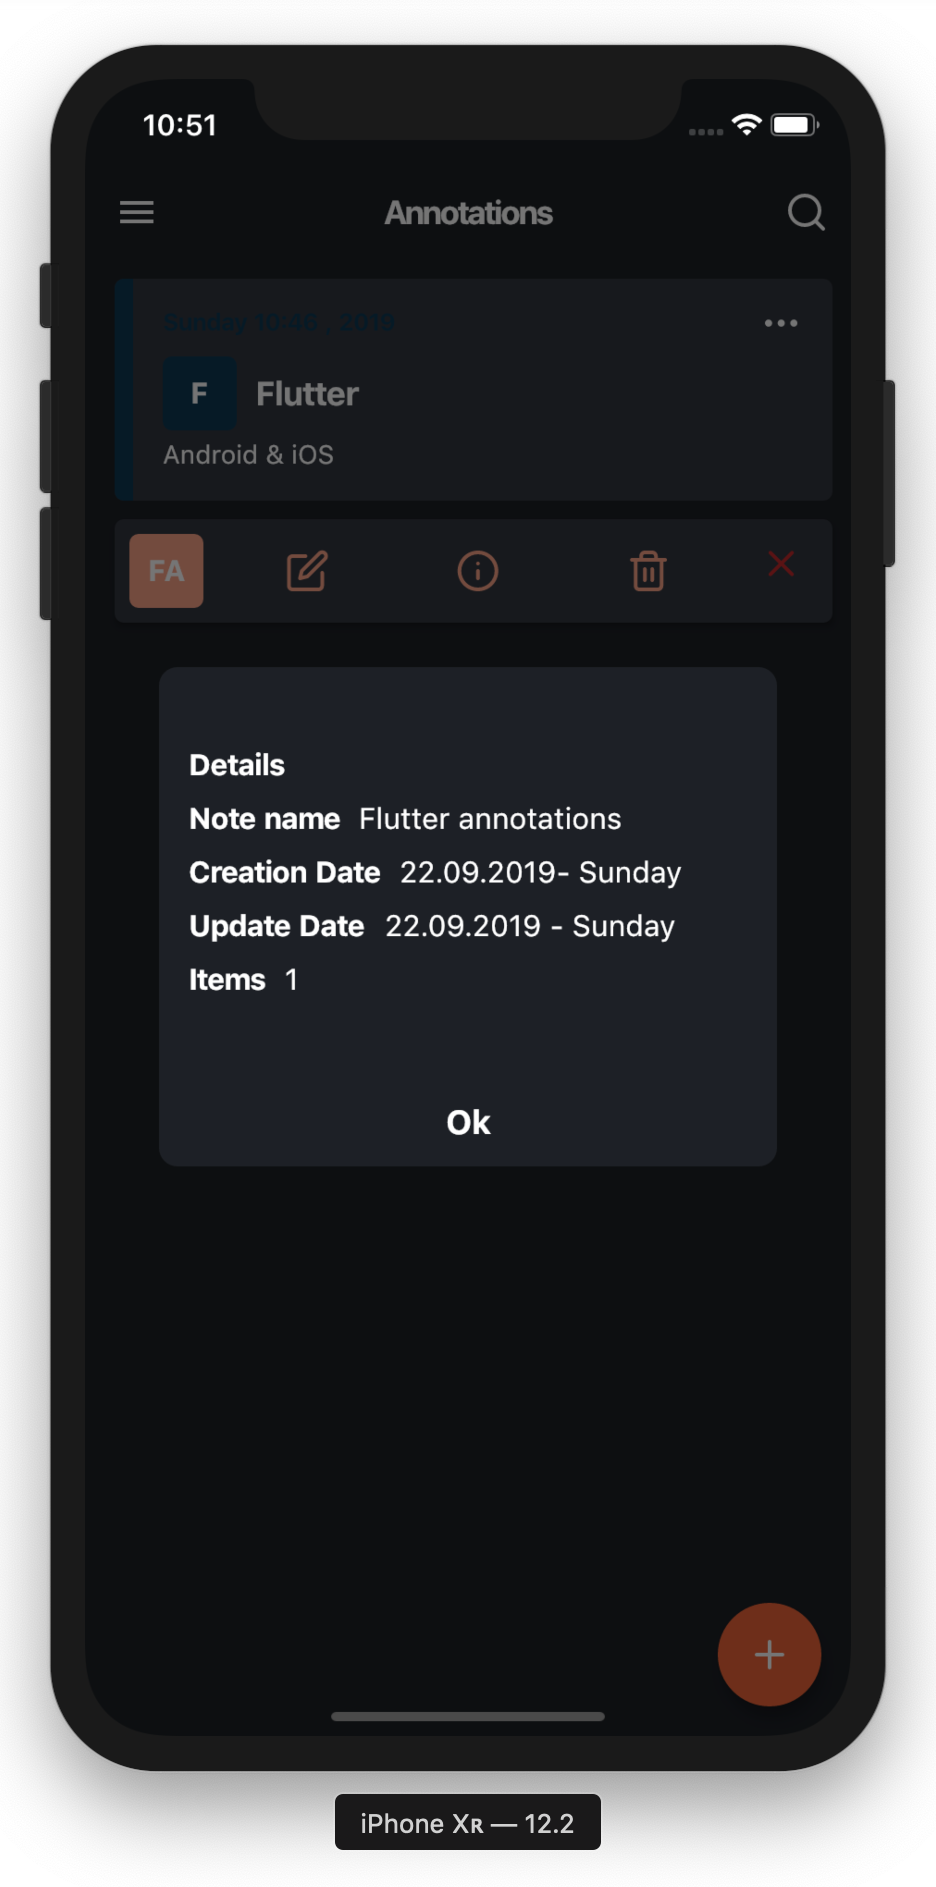 10:51
Annotations
Sunday 10:46 , 2019
F Flutter
Android & iOS
FA
Details
Note name Flutter annotations
Creation Date 22.09.2019- Sunday
Update Date 22.09.2019 - Sunday
Items 1
Ok
iPhone Xʀ — 12.2